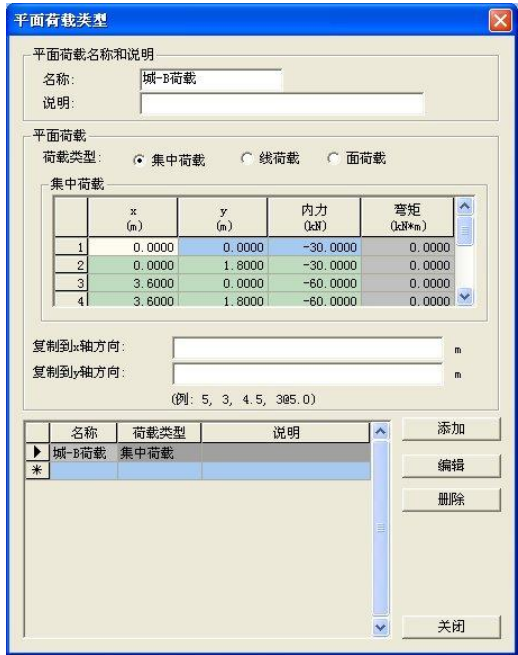 平面荷载类型
平面荷载名称和说明
名称: 城-B荷载
说明:
平面荷载
荷载类型: 集中荷载 线荷载 面荷载
集中荷载
x (m) y (m) 内力 (kN) 弯矩 (kN*m)
1 0.0000 0.0000 -30.0000 0.0000
2 0.0000 1.8000 -30.0000 0.0000
3 3.6000 0.0000 -60.0000 0.0000
4 3.6000 1.8000 -60.0000 0.0000
复制到x轴方向: m
复制到y轴方向: m
(例: 5, 3, 4.5, 3@5.0)
名称 荷载类型 说明
城-B荷载 集中荷载
添加
编辑
删除
关闭